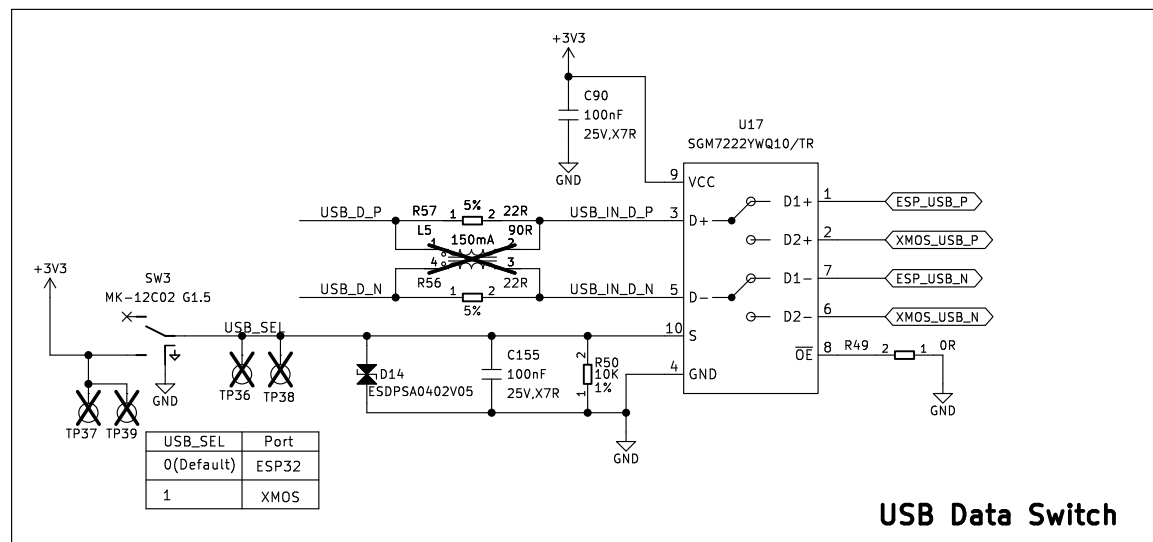 +3V3
C90
100nF
25V,X7R
GND
U17
SGM7222YWQ10/TR
9 VCC
USB_D_P
R57
5%
1 2
22R
USB_IN_D_P
3 D+
D1+ 1 ESP_USB_P
L5
1
150mA
2
90R
D2+ 2 XMOS_USB_P
4
3
D1- 7 ESP_USB_N
USB_D_N
R56
1 2
22R
5%
USB_IN_D_N
5 D-
D2- 6 XMOS_USB_N
+3V3
SW3
MK-12C02 G1.5
USB_SEL
10 S
OE 8 R49 2 1 0R
GND
4 GND
GND
TP36
TP38
TP37
TP39
D14
ESDPSA0402V05
C155
100nF
25V,X7R
2
R50
10K
1%
1
GND
GND
USB_SEL Port
0(Default) ESP32
1 XMOS
USB Data Switch